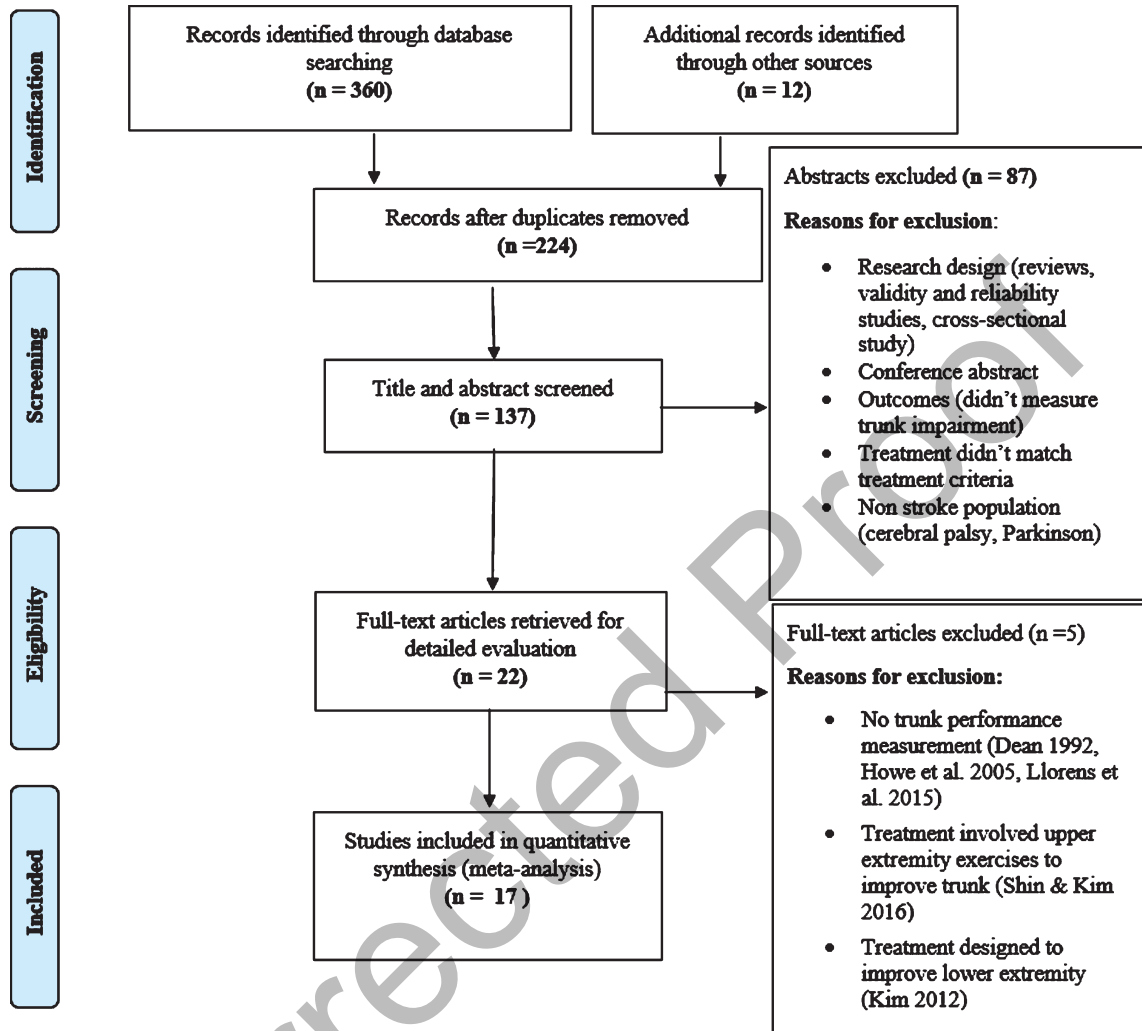 Identification
Records identified through database
searching
(n = 360)
Additional records identified
through other sources
(n = 12)
Records after duplicates removed
(n =224)
Abstracts excluded (n = 87)
Reasons for exclusion:
• Research design (reviews,
validity and reliability
studies, cross-sectional
study)
• Conference abstract
• Outcomes (didn't measure
trunk impairment)
• Treatment didn't match
treatment criteria
• Non stroke population
(cerebral palsy, Parkinson)
Screening
Title and abstract screened
(n = 137)
Eligibility
Full-text articles retrieved for
detailed evaluation
(n = 22)
Full-text articles excluded (n =5)
Reasons for exclusion:
• No trunk performance
measurement (Dean 1992,
Howe et al. 2005, Llorens
et al. 2015)
• Treatment involved upper
extremity exercises to
improve trunk (Shin & Kim
2016)
• Treatment designed to
improve lower extremity
(Kim 2012)
Included
Studies included in quantitative
synthesis (meta-analysis)
(n = 17 )
rrected Proof